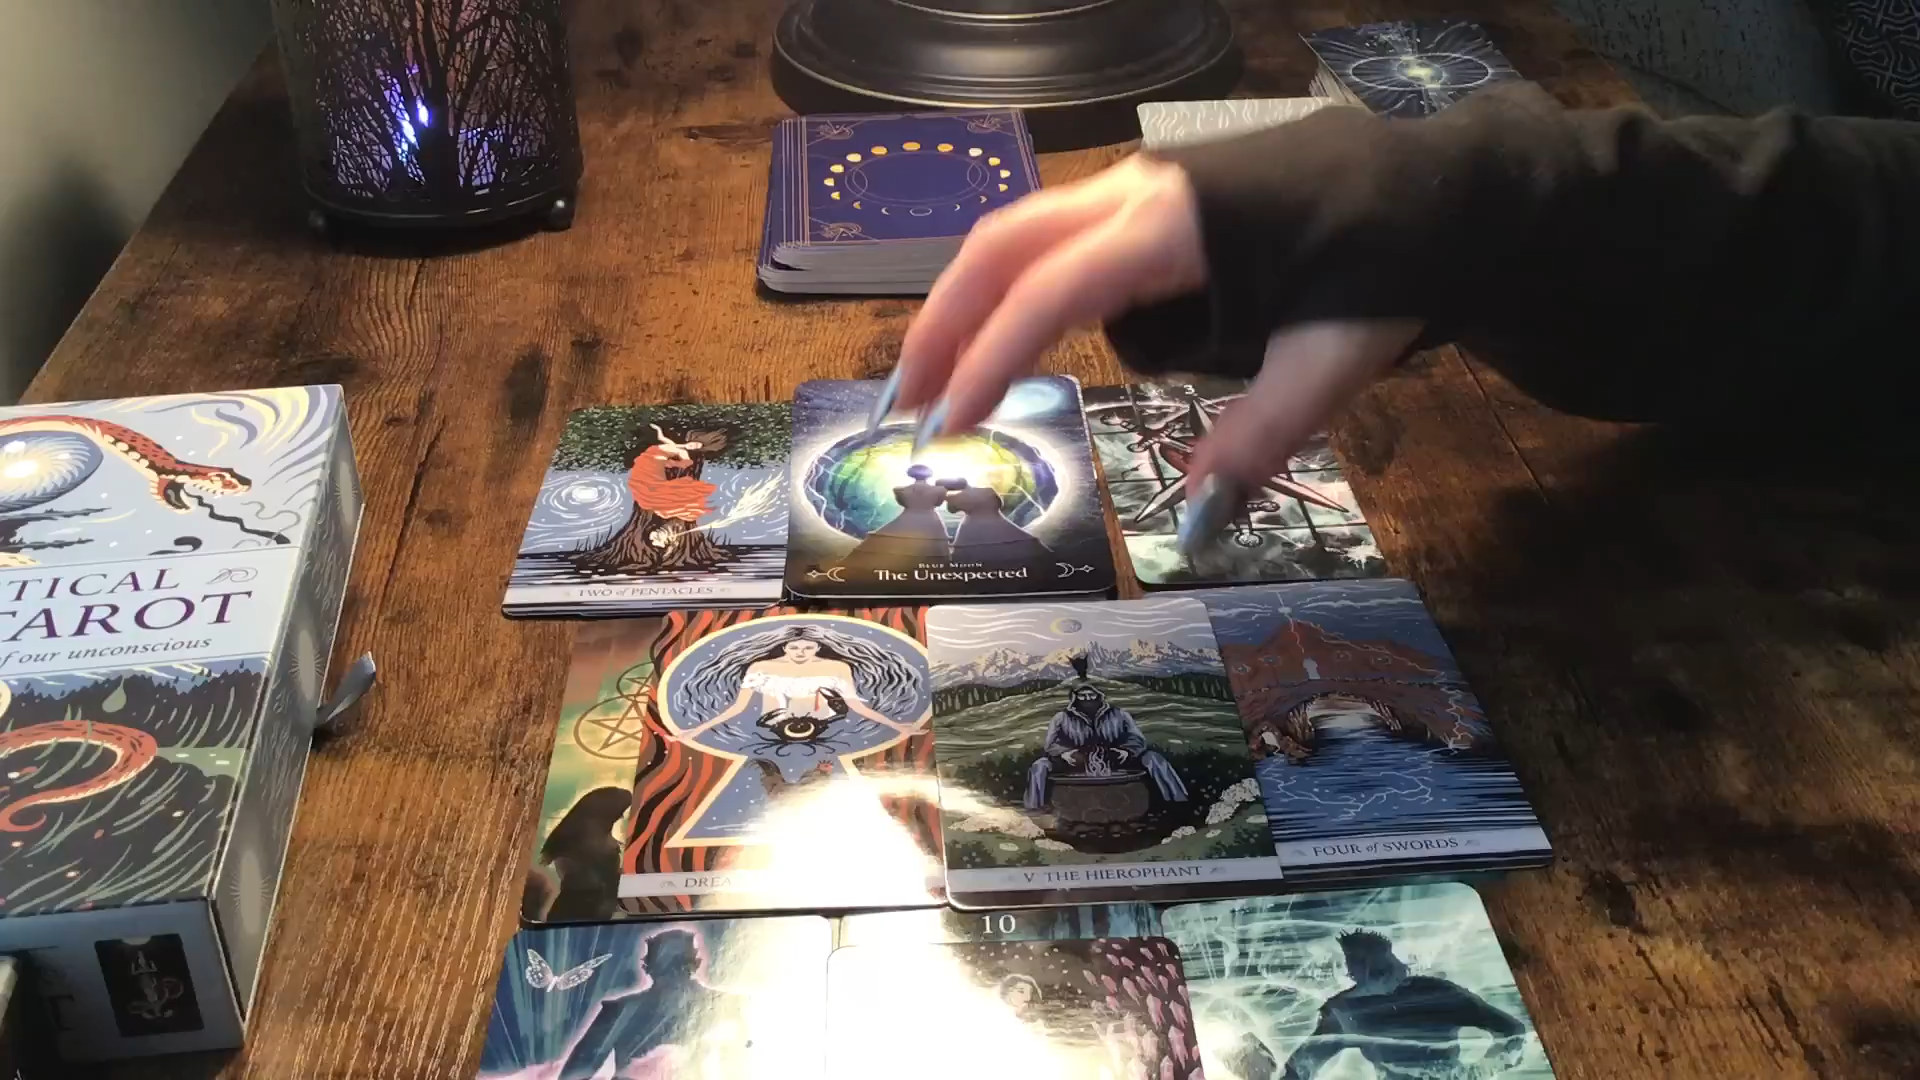 3
BLUE MOON
The Unexpected
TWO of PENTACLES
TICAL
TAROT
of our unconscious
FOUR of SWORDS
V THE HIEROPHANT
DREA
10